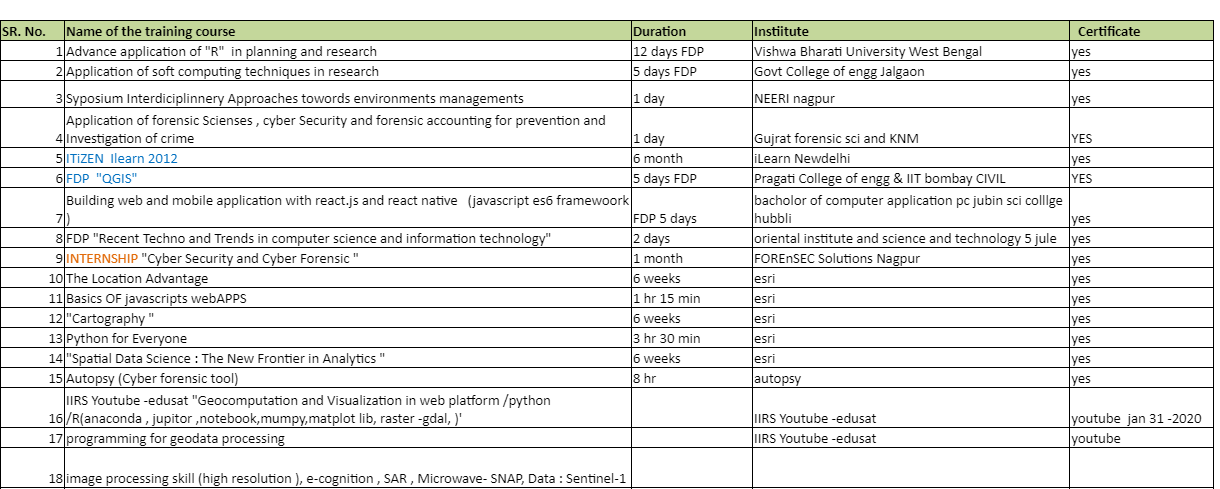 SR. No. Name of the training course Duration Instiitute Certificate
1 Advance application of "R" in planning and research 12 days FDP Vishwa Bharati University West Bengal yes
2 Application of soft computing techniques in research 5 days FDP Govt College of engg Jalgaon yes
3 Syposium Interdiciplinnery Approaches towords environments managements 1 day NEERI nagpur yes
Application of forensic Scienses , cyber Security and forensic accounting for prevention and
4 Investigation of crime 1 day Gujrat forensic sci and KNM YES
5 ITiZEN Ilearn 2012 6 month iLearn Newdelhi yes
6 FDP "QGIS" 5 days FDP Pragati College of engg & IIT bombay CIVIL YES
Building web and mobile application with react.js and react native (javascript es6 framewoork bacholor of computer application pc jubin sci colllge
7 ) FDP 5 days hubbli yes
8 FDP "Recent Techno and Trends in computer science and information technology" 2 days oriental institute and science and technology 5 jule yes
9 INTERNSHIP "Cyber Security and Cyber Forensic " 1 month FOREnSEC Solutions Nagpur yes
10 The Location Advantage 6 weeks esri yes
11 Basics OF javascripts webAPPS 1 hr 15 min esri yes
12 "Cartography " 6 weeks esri yes
13 Python for Everyone 3 hr 30 min esri yes
14 "Spatial Data Science : The New Frontier in Analytics " 6 weeks esri yes
15 Autopsy (Cyber forensic tool) 8 hr autopsy yes
IIRS Youtube -edusat "Geocomputation and Visualization in web platform /python
16 /R(anaconda , jupitor ,notebook,mumpy,matplot lib, raster -gdal, )' IIRS Youtube -edusat youtube jan 31 -2020
17 programming for geodata processing IIRS Youtube -edusat youtube
18 image processing skill (high resolution ), e-cognition , SAR , Microwave- SNAP, Data : Sentinel-1